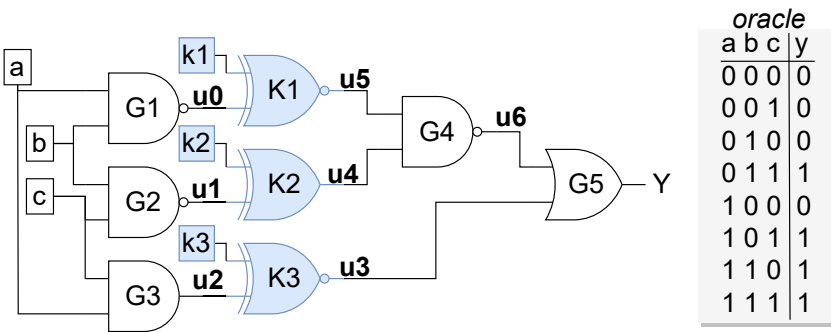 oracle
a b c y
0 0 0 0
0 0 1 0
0 1 0 0
0 1 1 1
1 0 0 0
1 0 1 1
1 1 0 1
1 1 1 1
a
b
c
G1
G2
G3
u0
u1
u2
k1
k2
k3
K1
K2
K3
u5
u4
u3
G4
u6
G5
Y